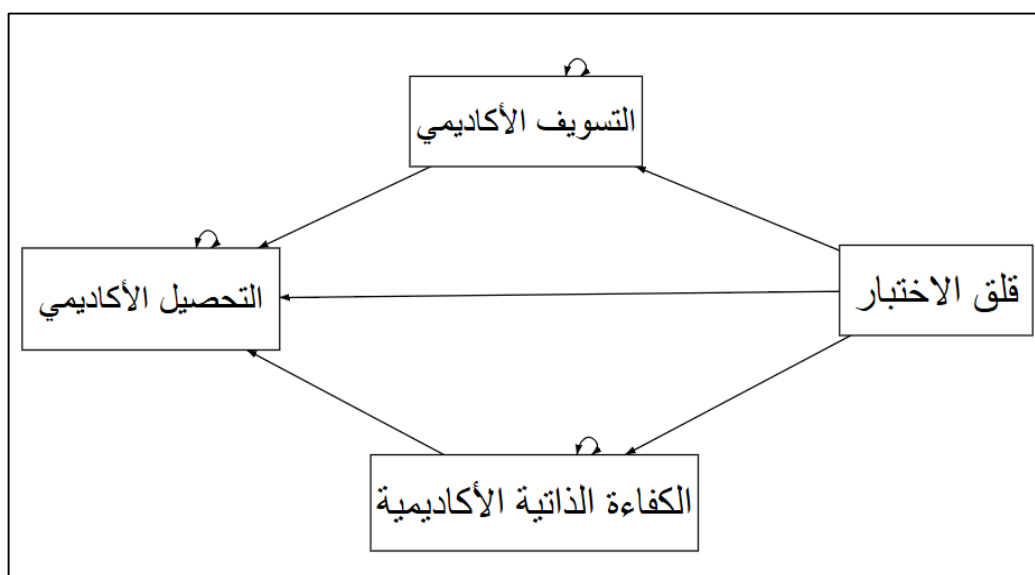 التسويف الأكاديمي
قلق الاختبار
التحصيل الأكاديمي
الكفاءة الذاتية الأكاديمية